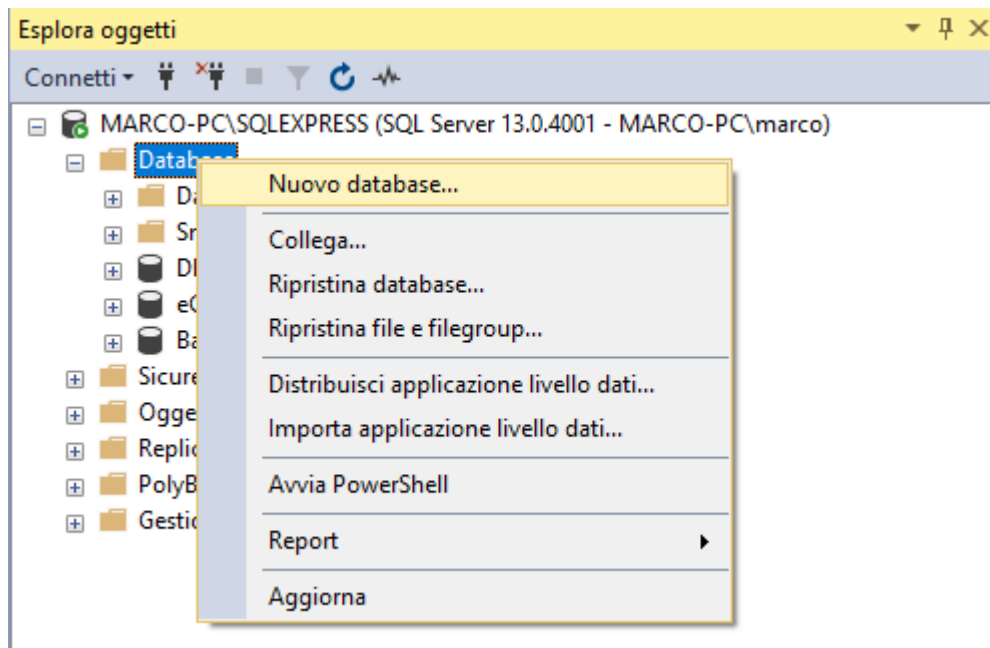 Esplora oggetti
Connetti
MARCO-PC\SQLEXPRESS (SQL Server 13.0.4001 - MARCO-PC\marco)
Database
Nuovo database...
Collega...
Ripristina database...
Ripristina file e filegroup...
Distribuisci applicazione livello dati...
Importa applicazione livello dati...
Avvia PowerShell
Report
Aggiorna